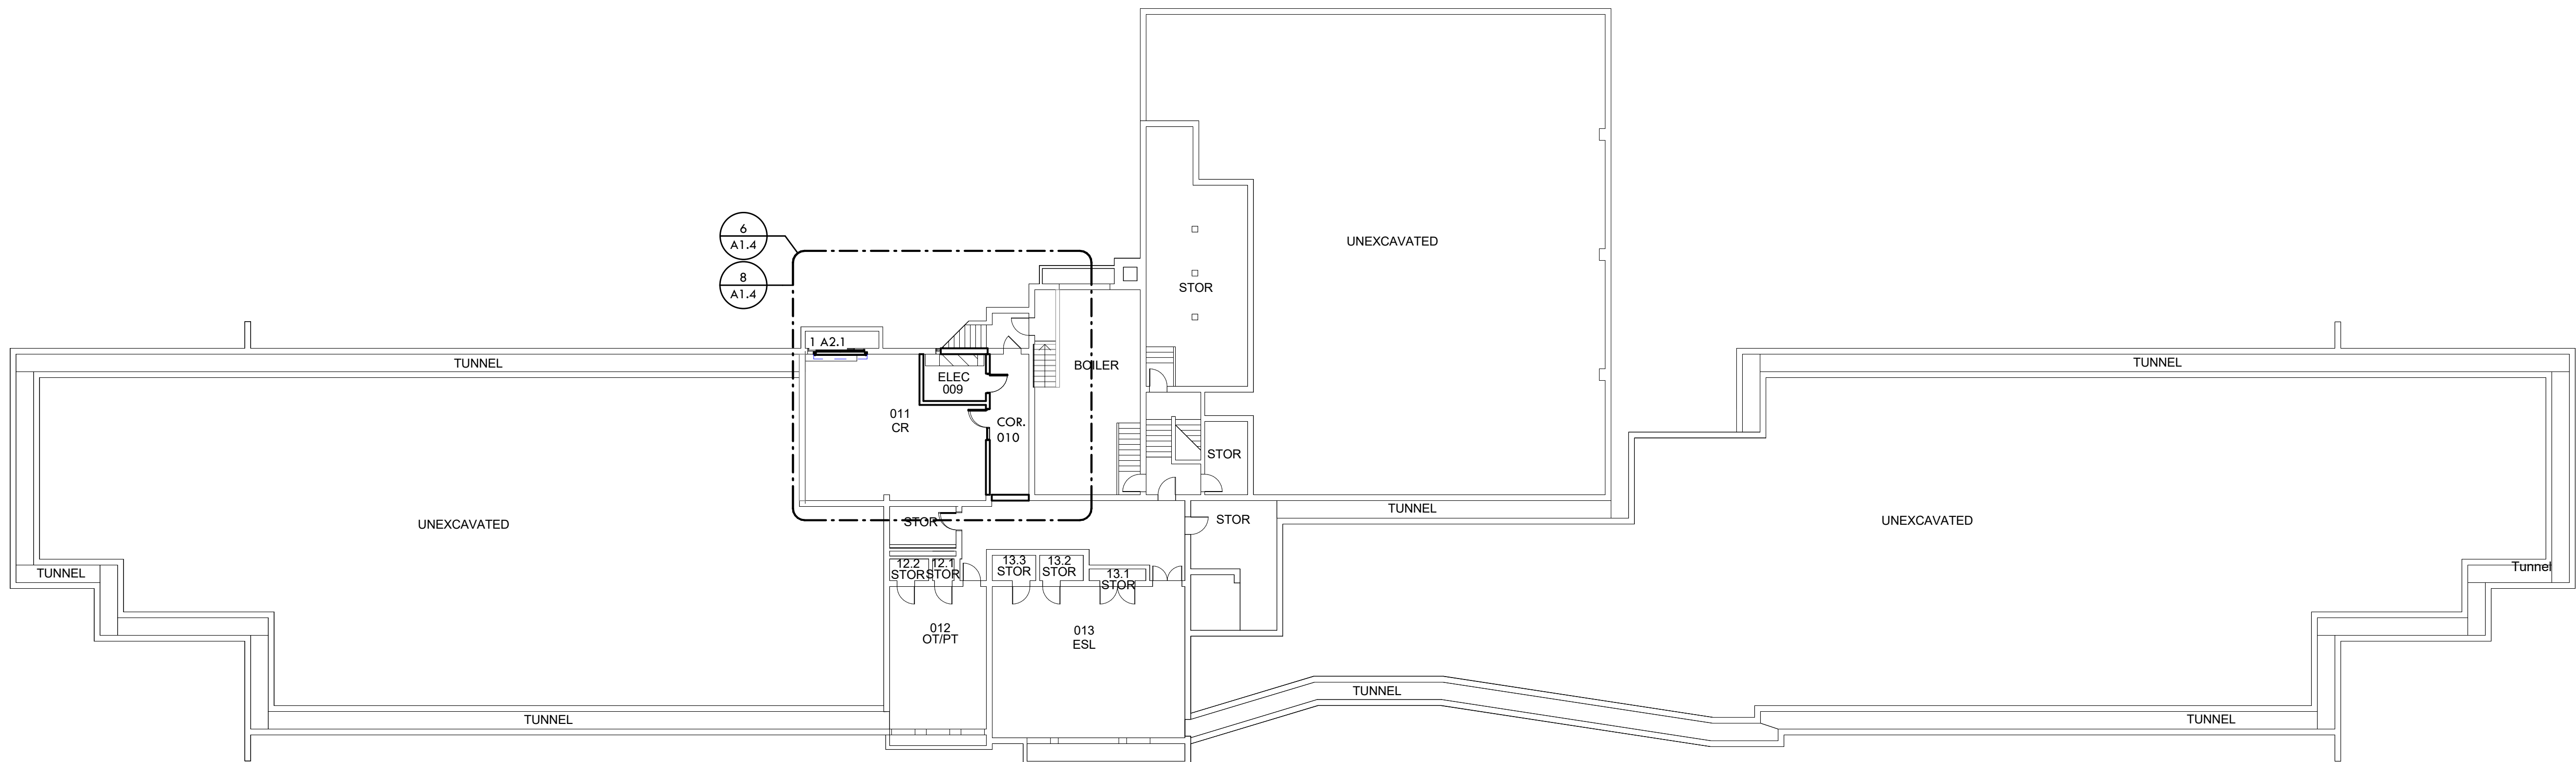 UNEXCAVATED
6
A1.4
8
A1.4
STOR
1 A2.1
TUNNEL
BOILER
TUNNEL
ELEC
009
011
CR
COR.
010
STOR
TUNNEL
STOR
STOR
UNEXCAVATED
UNEXCAVATED
TUNNEL
12.2
STOR
12.1
STOR
13.3
STOR
13.2
STOR
13.1
STOR
Tunnel
012
OT/PT
013
ESL
TUNNEL
TUNNEL
TUNNEL